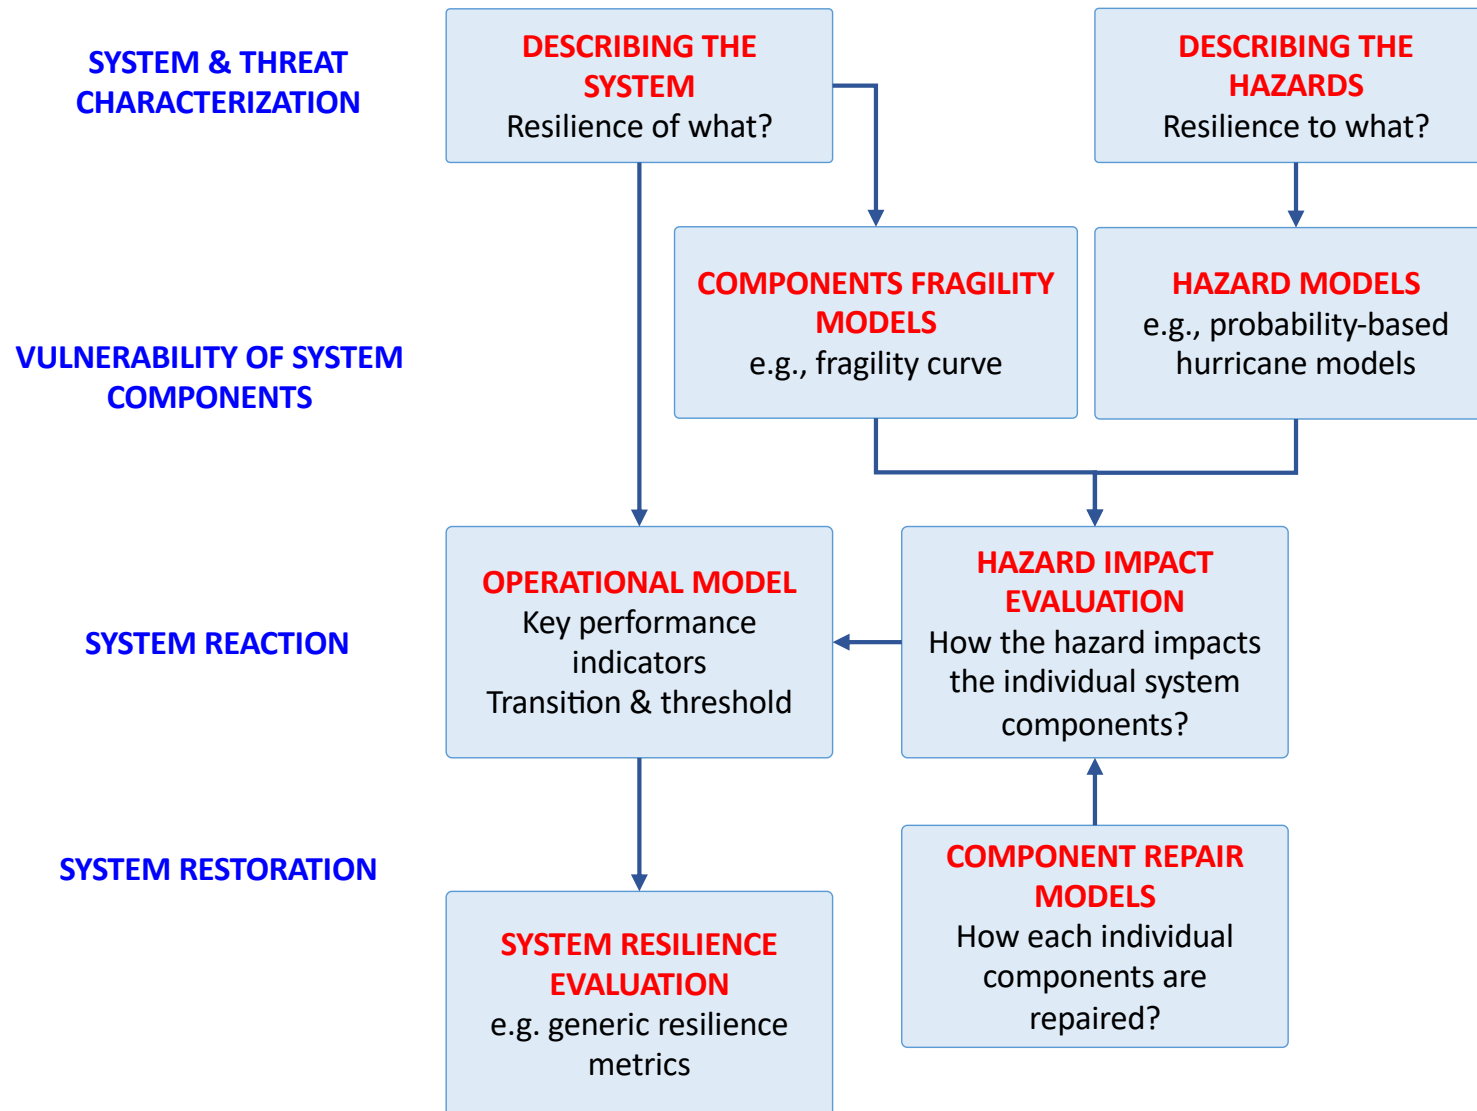 SYSTEM & THREAT
CHARACTERIZATION
DESCRIBING THE
SYSTEM
Resilience of what?
DESCRIBING THE
HAZARDS
Resilience to what?
VULNERABILITY OF SYSTEM
COMPONENTS
COMPONENTS FRAGILITY
MODELS
e.g., fragility curve
HAZARD MODELS
e.g., probability-based
hurricane models
SYSTEM REACTION
OPERATIONAL MODEL
Key performance
indicators
Transition & threshold
HAZARD IMPACT
EVALUATION
How the hazard impacts
the individual system
components?
SYSTEM RESTORATION
SYSTEM RESILIENCE
EVALUATION
e.g. generic resilience
metrics
COMPONENT REPAIR
MODELS
How each individual
components are
repaired?